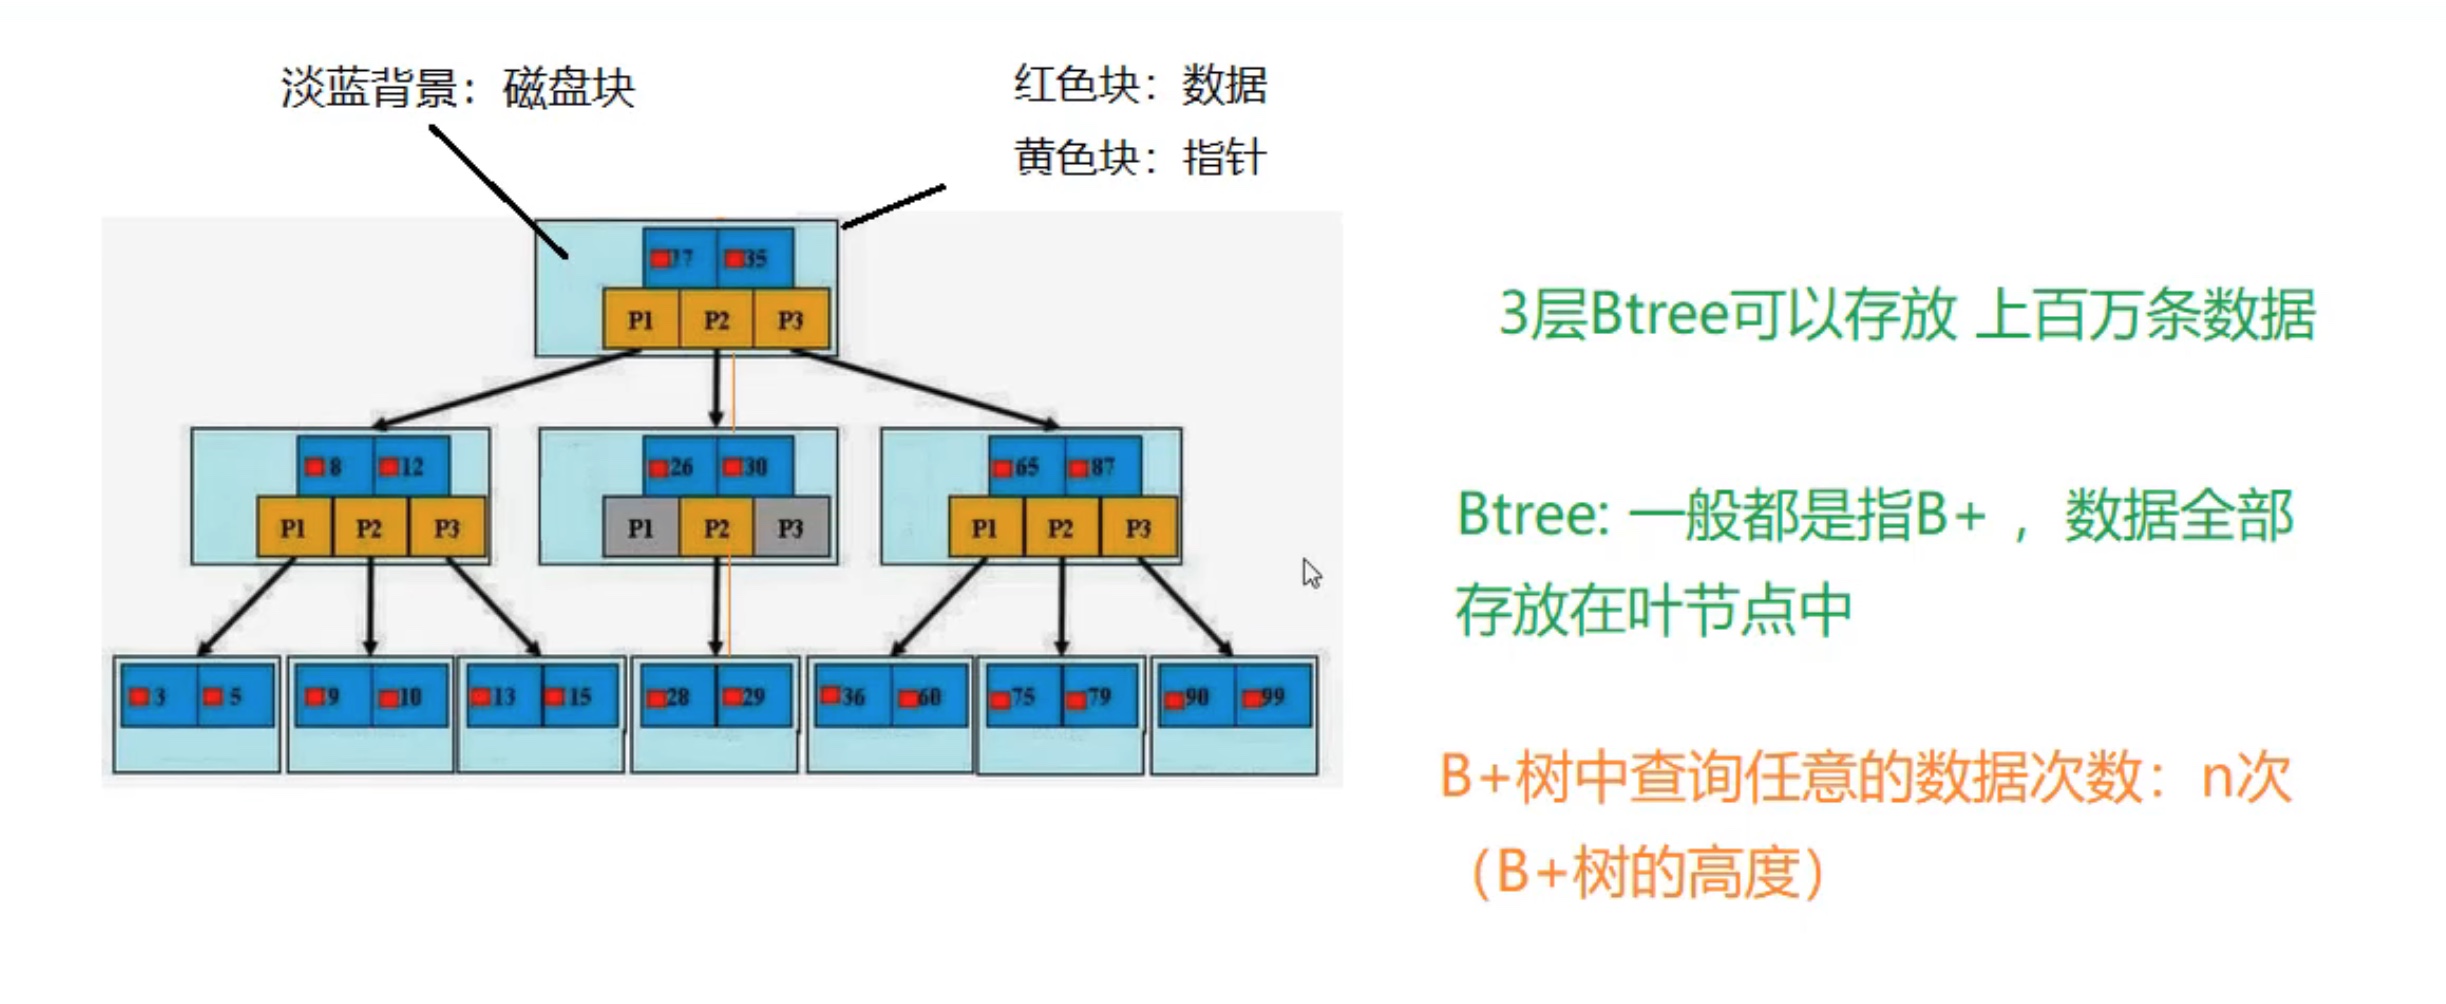 淡蓝背景：磁盘块
红色块：数据
黄色块：指针
17 35
P1 P2 P3
8 12
P1 P2 P3
26 30
P1 P2 P3
65 87
P1 P2 P3
3 5
9 10
13 15
28 29
36 60
75 79
90 99
3层Btree可以存放 上百万条数据
Btree: 一般都是指B+ ，数据全部
存放在叶节点中
B+树中查询任意的数据次数：n次
（B+树的高度）